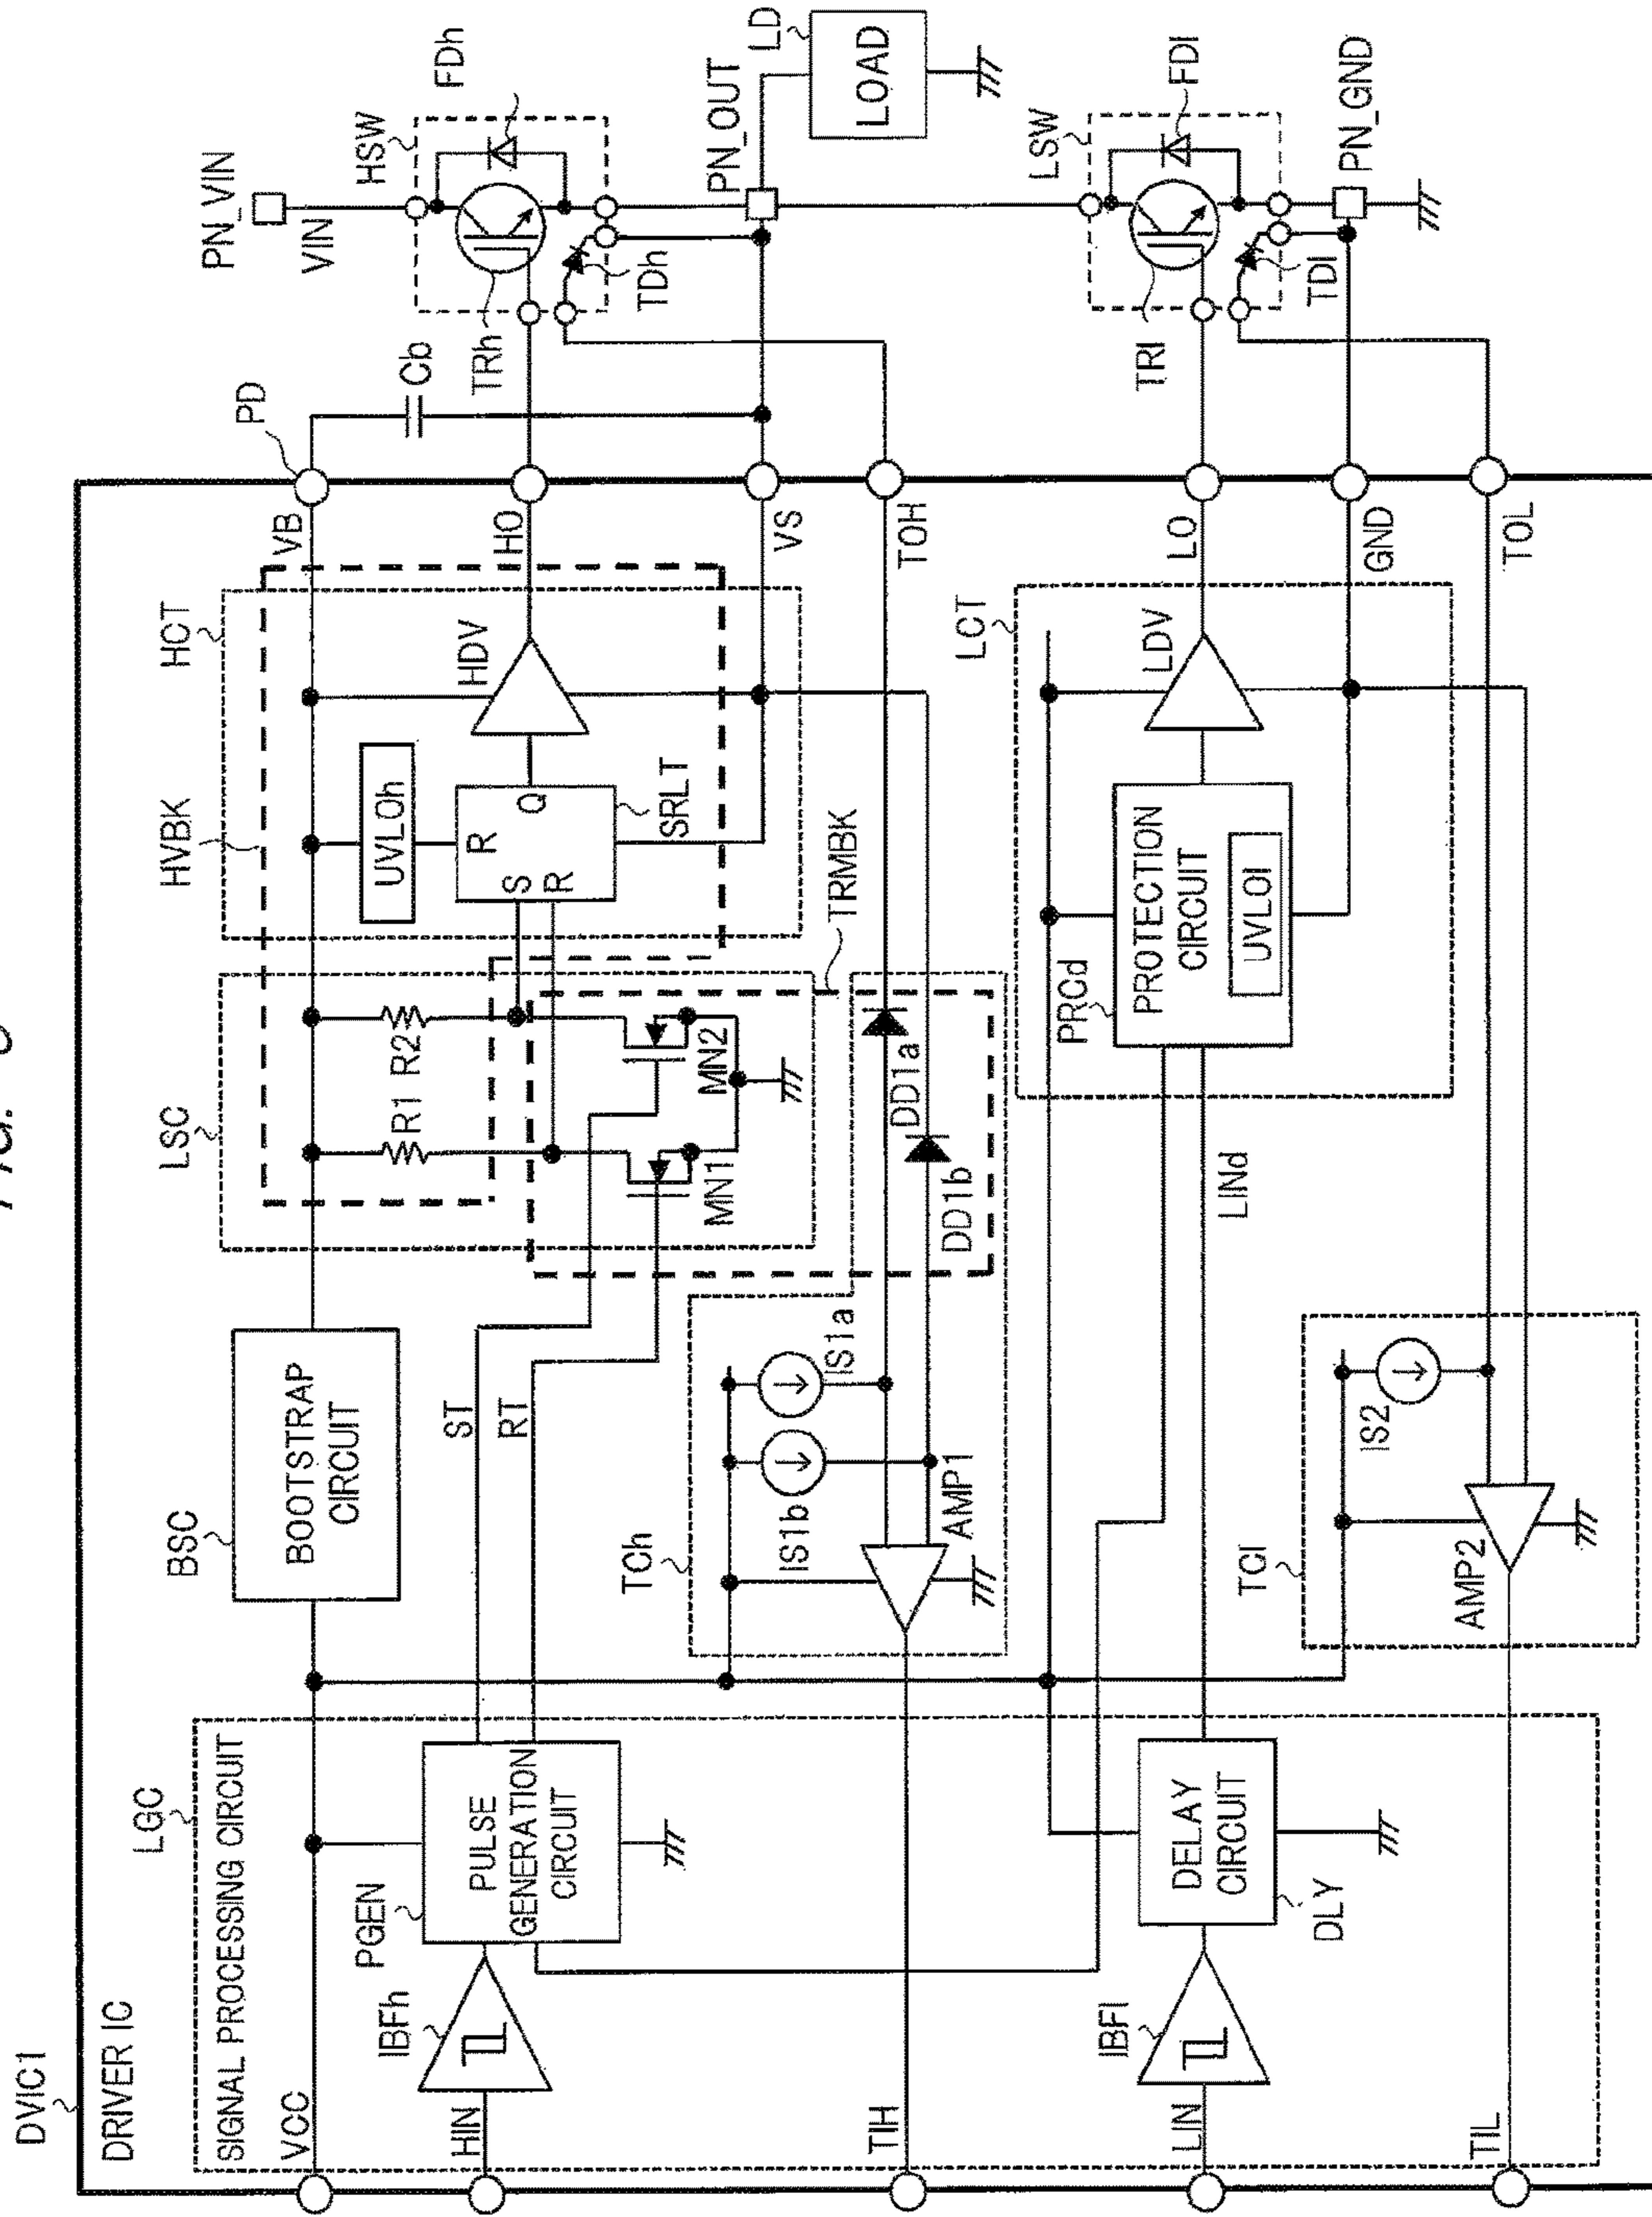 DVIC1
DRIVER IC
LGC
SIGNAL PROCESSING CIRCUIT
VCC
HIN
IBFh
PGEN
PULSE
GENERATION
CIRCUIT
TIH
LIN
IBFl
DELAY
CIRCUIT
DLY
TIL
BSC
BOOTSTRAP
CIRCUIT
ST
RT
TCh
IS1b
IS1a
AMP1
TCl
IS2
AMP2
LSC
R1
R2
MN1
MN2
DD1a
DD1b
TRMBK
LINd
HVBK
HCT
UVLOh
S
R
R
Q
SRLT
HDV
LCT
PRCd
PROTECTION
CIRCUIT
UVLOl
LDV
VB
HO
VS
TOH
LO
GND
TOL
PD
Cb
PN_VIN
VIN
HSW
FDh
TRh
TDh
PN_OUT
LD
LOAD
LSW
FDl
TRl
TDl
PN_GND